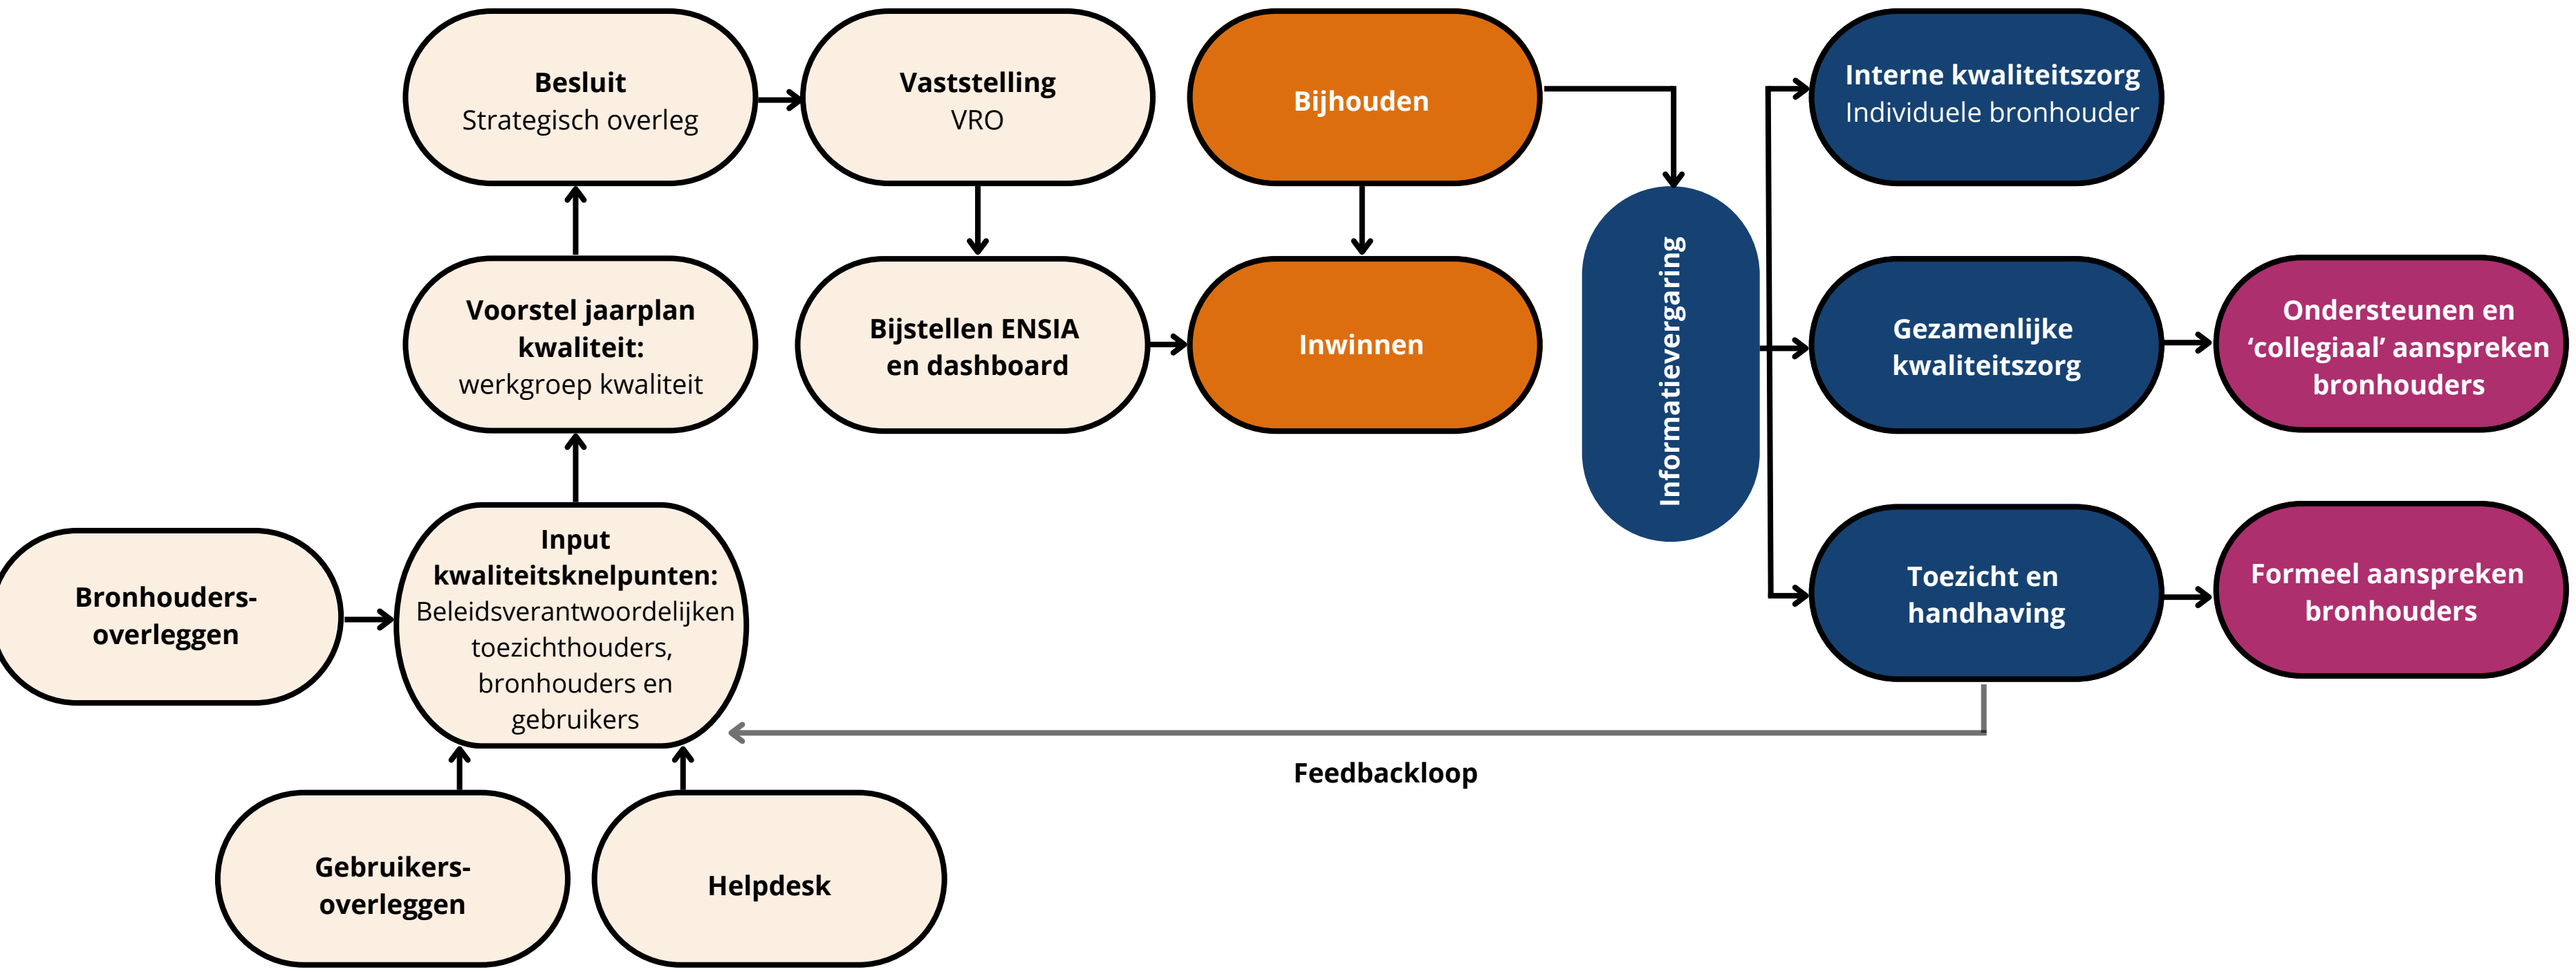 Besluit
Strategisch overleg
Vaststelling
VRO
Bijhouden
Interne kwaliteitszorg
Individuele bronhouder
Voorstel jaarplan
kwaliteit:
werkgroep kwaliteit
Bijstellen ENSIA
en dashboard
Inwinnen
Informatievergaring
Gezamenlijke
kwaliteitszorg
Ondersteunen en
‘collegiaal’ aanspreken
bronhouders
Bronhouders-
overleggen
Input
kwaliteitsknelpunten:
Beleidsverantwoordelijken
toezichthouders,
bronhouders en
gebruikers
Toezicht en
handhaving
Formeel aanspreken
bronhouders
Feedbackloop
Gebruikers-
overleggen
Helpdesk